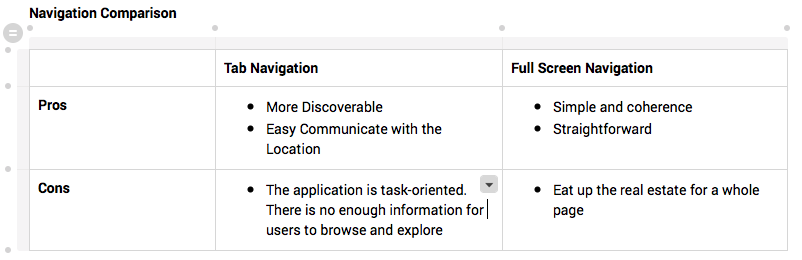 Navigation Comparison
Tab Navigation
Full Screen Navigation
Pros
More Discoverable
Easy Communicate with the
Location
Simple and coherence
Straightforward
Cons
The application is task-oriented.
There is no enough information for
users to browse and explore
Eat up the real estate for a whole
page